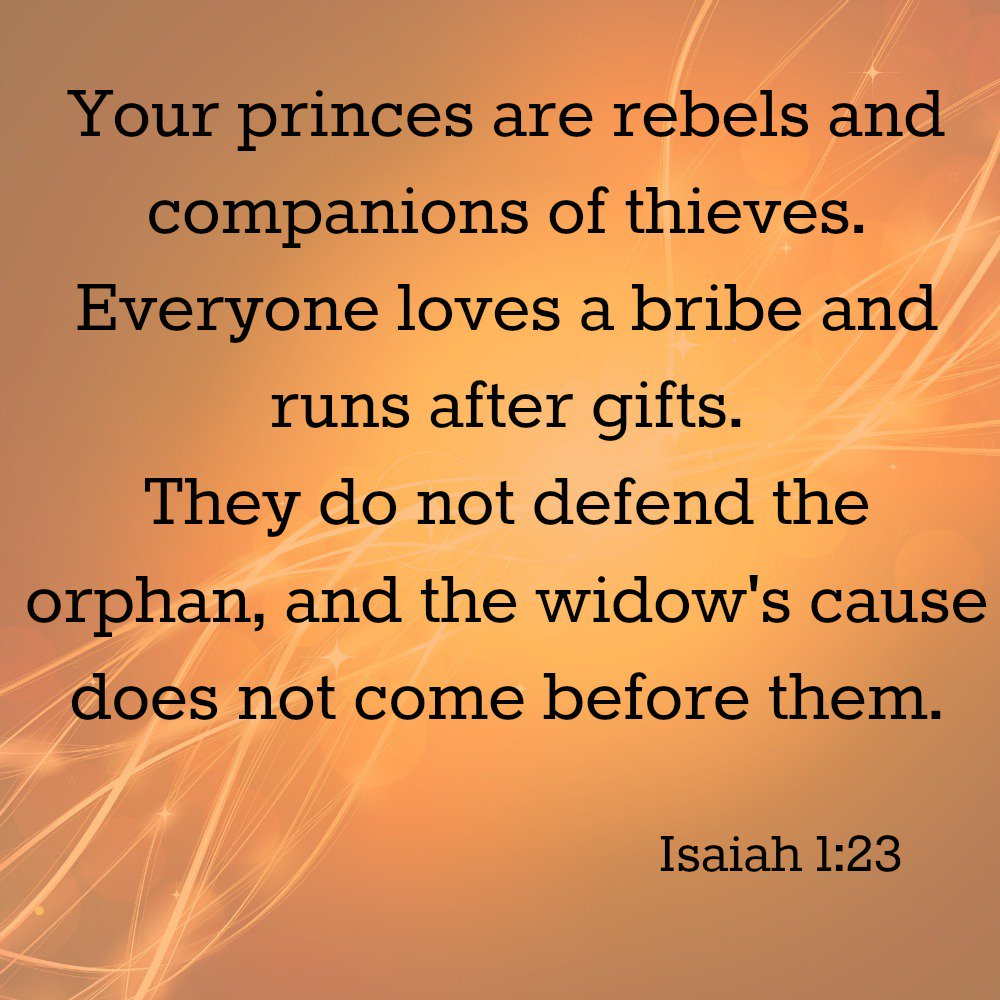 Your princes are rebels and
companions of thieves.
Everyone loves a bribe and
runs after gifts.
They do not defend the
orphan, and the widow's cause
does not come before them.
Isaiah 1:23